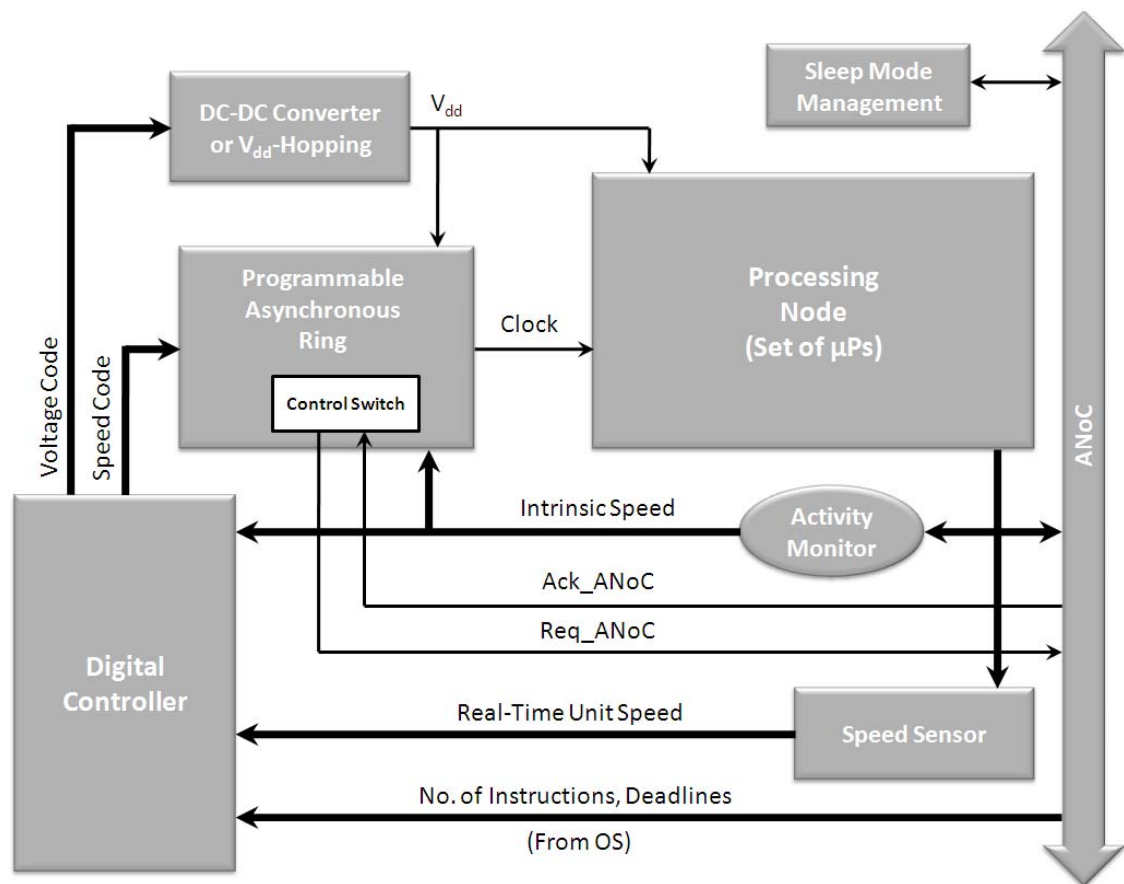 Sleep Mode
Management
DC-DC Converter
or Vdd-Hopping
Vdd
Programmable
Asynchronous
Ring
Control Switch
Clock
Processing
Node
(Set of µPs)
Voltage Code
Speed Code
ANoC
Intrinsic Speed
Activity
Monitor
Ack_ANoC
Req_ANoC
Digital
Controller
Real-Time Unit Speed
Speed Sensor
No. of Instructions, Deadlines
(From OS)